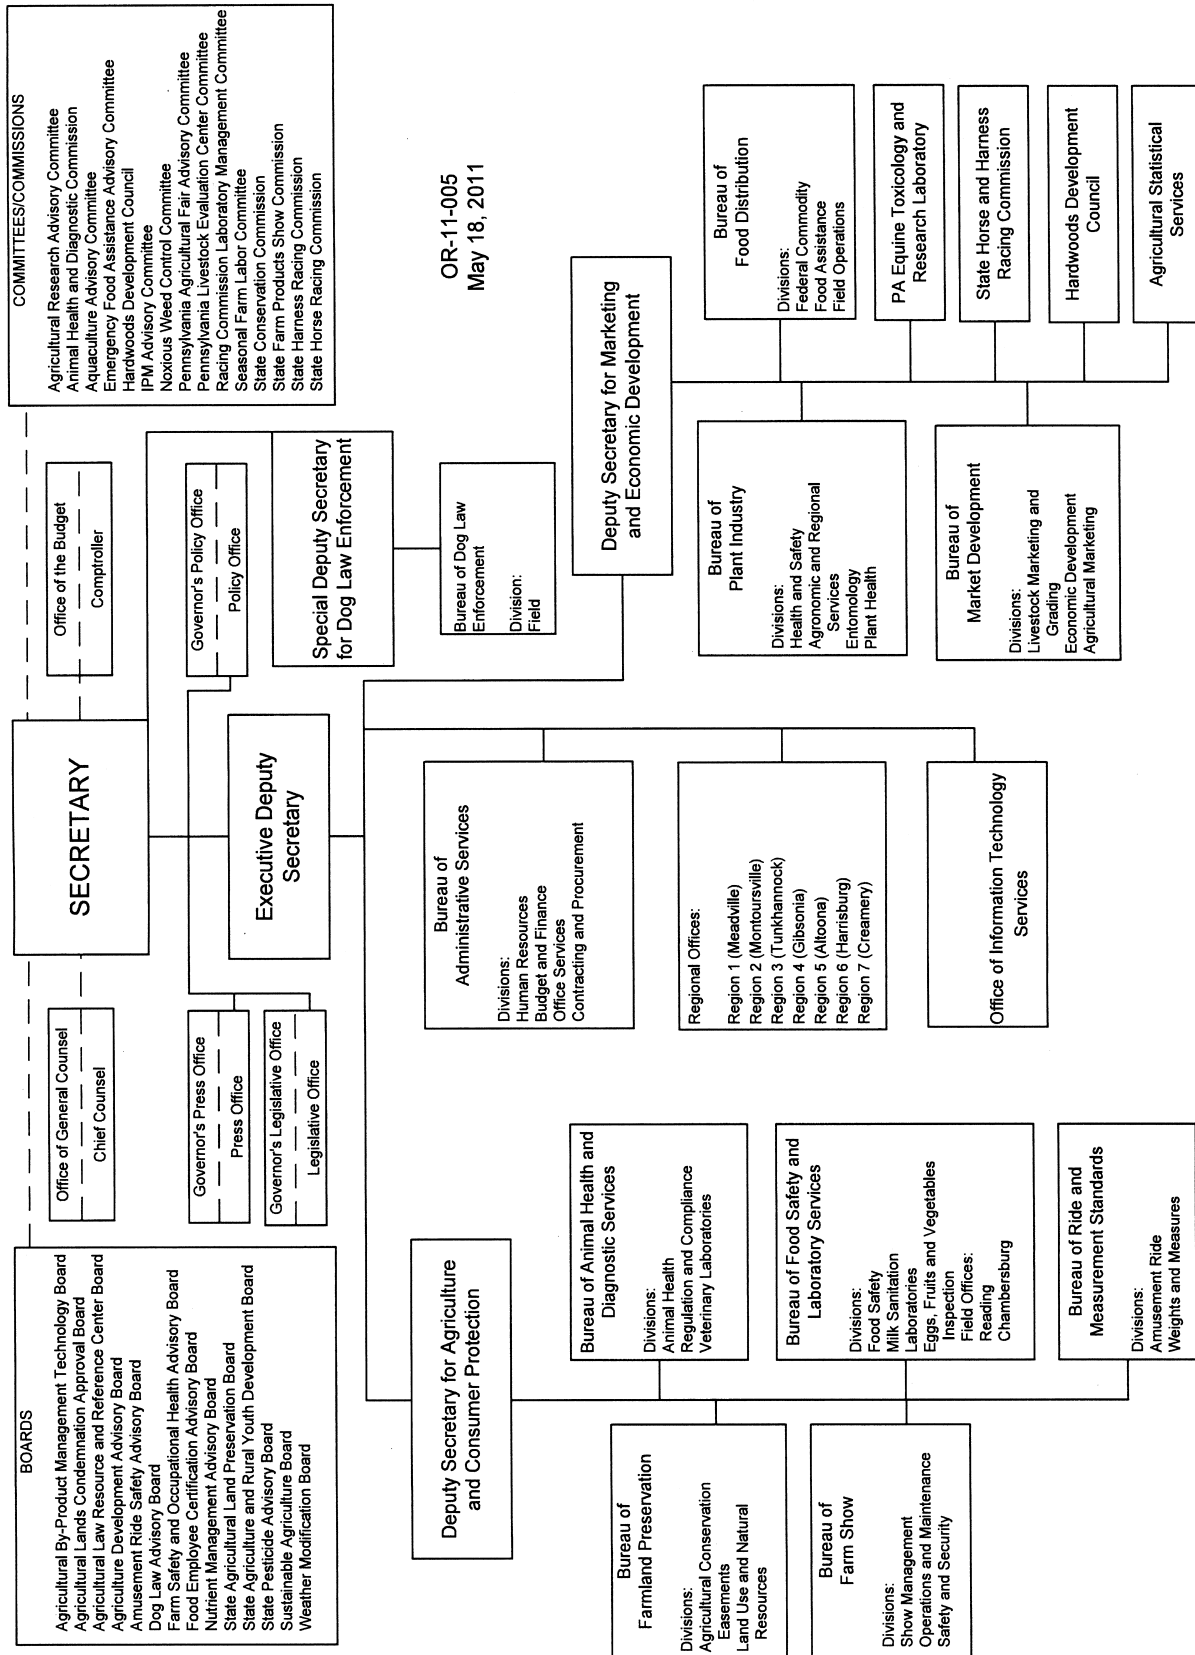 BOARDS
Agricultural By-Product Management Technology Board
Agricultural Lands Condemnation Approval Board
Agricultural Law Resource and Reference Center Board
Agriculture Development Advisory Board
Amusement Ride Safety Advisory Board
Dog Law Advisory Board
Farm Safety and Occupational Health Advisory Board
Food Employee Certification Advisory Board
Nutrient Management Advisory Board
State Agricultural Land Preservation Board
State Agriculture and Rural Youth Development Board
State Pesticide Advisory Board
Sustainable Agriculture Board
Weather Modification Board
SECRETARY
COMMITTEES/COMMISSIONS
Agricultural Research Advisory Committee
Animal Health and Diagnostic Commission
Aquaculture Advisory Committee
Emergency Food Assistance Advisory Committee
Hardwoods Development Council
IPM Advisory Committee
Noxious Weed Control Committee
Pennsylvania Agricultural Fair Advisory Committee
Pennsylvania Livestock Evaluation Center Committee
Racing Commission Laboratory Management Committee
Seasonal Farm Labor Committee
State Conservation Commission
State Farm Products Show Commission
State Harness Racing Commission
State Horse Racing Commission
Office of General Counsel
Chief Counsel
Office of the Budget
Comptroller
Governor's Press Office
Press Office
Governor's Legislative Office
Legislative Office
Governor's Policy Office
Policy Office
Executive Deputy
Secretary
Special Deputy Secretary
for Dog Law Enforcement
Bureau of Dog Law
Enforcement
Division:
Field
OR-11-005
May 18, 2011
Deputy Secretary for Agriculture
and Consumer Protection
Bureau of
Farmland Preservation
Divisions:
Agricultural Conservation
Easements
Land Use and Natural
Resources
Bureau of
Farm Show
Divisions:
Show Management
Operations and Maintenance
Safety and Security
Bureau of Animal Health and
Diagnostic Services
Divisions:
Animal Health
Regulation and Compliance
Veterinary Laboratories
Bureau of Food Safety and
Laboratory Services
Divisions:
Food Safety
Milk Sanitation
Laboratories
Eggs, Fruits and Vegetables
Inspection
Field Offices:
Reading
Chambersburg
Bureau of Ride and
Measurement Standards
Divisions:
Amusement Ride
Weights and Measures
Bureau of
Administrative Services
Divisions:
Human Resources
Budget and Finance
Office Services
Contracting and Procurement
Regional Offices:
Region 1 (Meadville)
Region 2 (Montoursville)
Region 3 (Tunkhannock)
Region 4 (Gibsonia)
Region 5 (Altoona)
Region 6 (Harrisburg)
Region 7 (Creamery)
Office of Information Technology
Services
Deputy Secretary for Marketing
and Economic Development
Bureau of
Plant Industry
Divisions:
Health and Safety
Agronomic and Regional
Services
Entomology
Plant Health
Bureau of
Market Development
Divisions:
Livestock Marketing and
Grading
Economic Development
Agricultural Marketing
Bureau of
Food Distribution
Divisions:
Federal Commodity
Food Assistance
Field Operations
PA Equine Toxicology and
Research Laboratory
State Horse and Harness
Racing Commission
Hardwoods Development
Council
Agricultural Statistical
Services